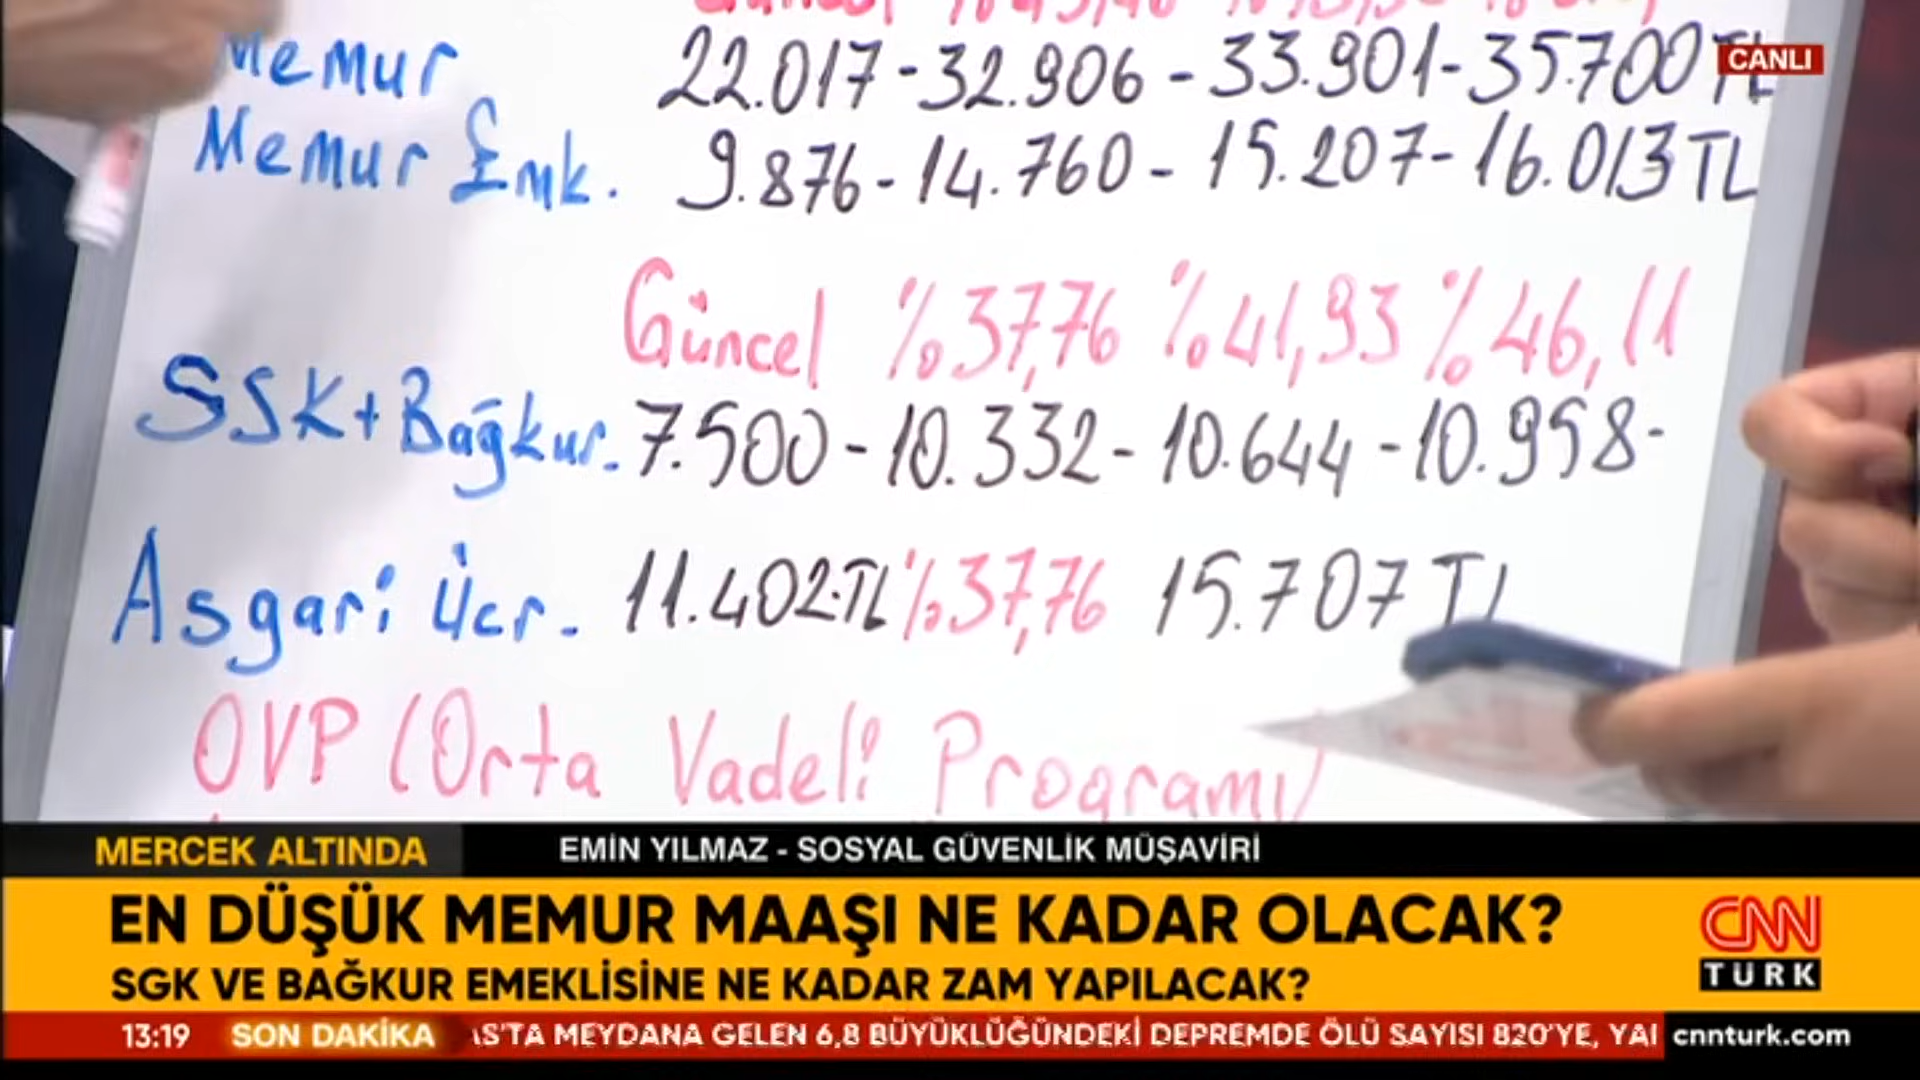 Güncel
Memur 22.017-32.906-33.901-35.700 TL
CANLI
Memur Emk. 9.876-14.760-15.207-16.013 TL
Güncel %37,76 %41,93 %46,11
SSK+Bağkur. 7.500-10.332-10.644-10.958-
Asgari Ücr. 11.402.TL %37,76 15.707 TL
OVP (Orta Vadeli Programı)
MERCEK ALTINDA
EMİN YILMAZ - SOSYAL GÜVENLİK MÜŞAVİRİ
EN DÜŞÜK MEMUR MAAŞI NE KADAR OLACAK?
SGK VE BAĞKUR EMEKLİSİNE NE KADAR ZAM YAPILACAK?
CNN
TÜRK
13:19 SON DAKİKA AS'TA MEYDANA GELEN 6,8 BÜYÜKLÜĞÜNDEKİ DEPREMDE ÖLÜ SAYISI 820'YE, YAI cnnturk.com